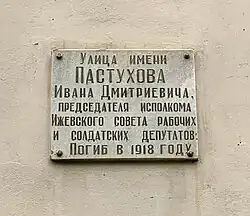 Улица имени
Пастухова
Ивана Дмитриевича,
председателя исполкома
Ижевского совета рабочих
и солдатских депутатов.
Погиб в 1918 году